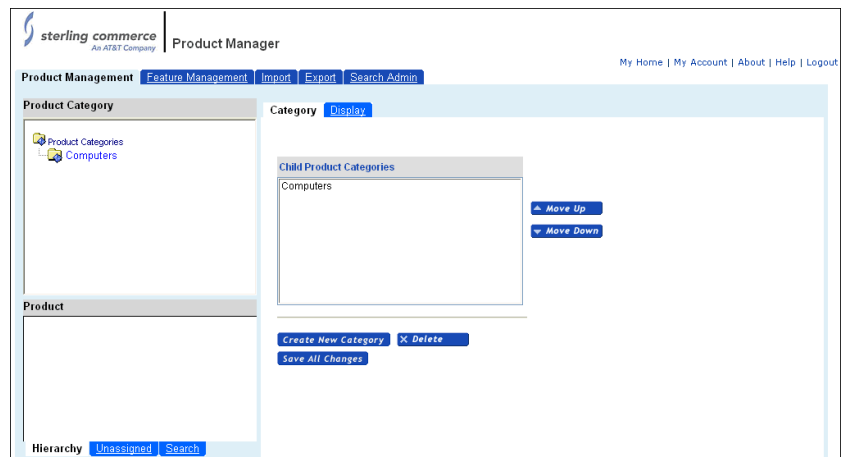 sterling commerce
An AT&T Company
Product Manager
My Home | My Account | About | Help | Logout
Product Management Feature Management Import Export Search Admin
Product Category
Category Display
Product Categories
Computers
Child Product Categories
Computers
Move Up
Move Down
Product
Create New Category X Delete
Save All Changes
Hierarchy Unassigned Search